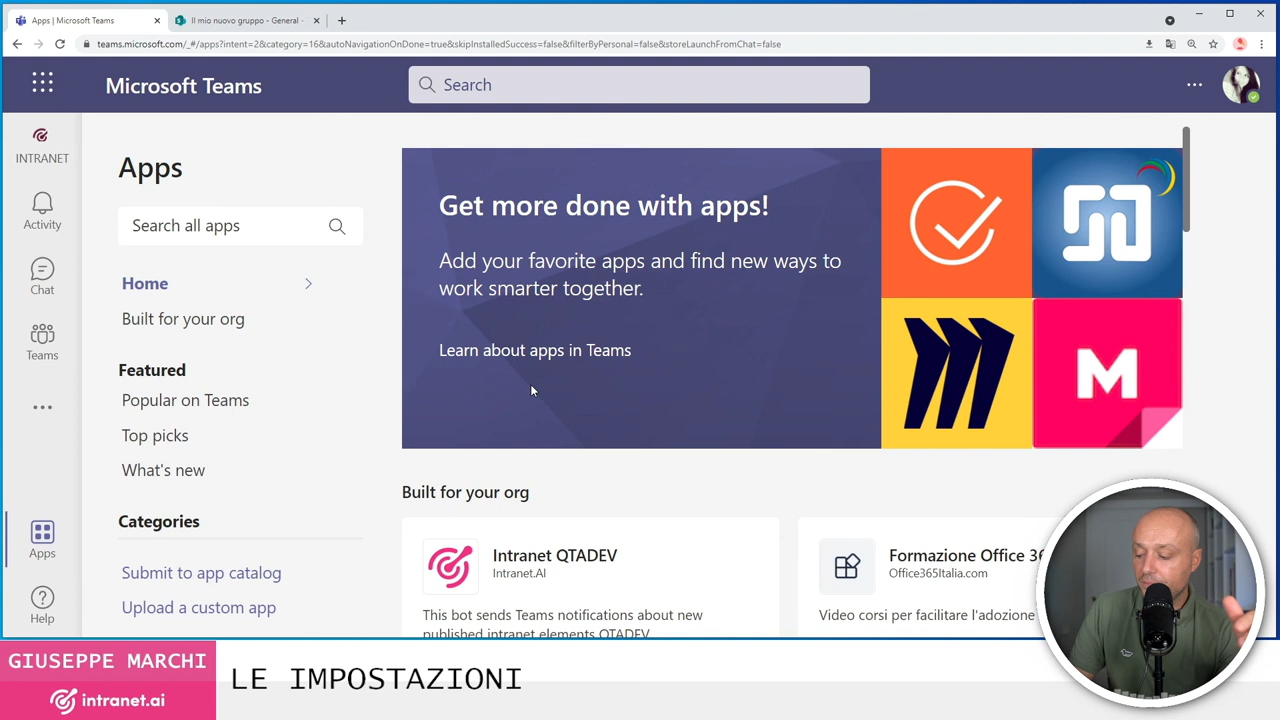 Apps | Microsoft Teams
Il mio nuovo gruppo - General -
teams.microsoft.com/_#/apps?intent=2&category=16&autoNavigationOnDone=true&skipInstalledSuccess=false&filterByPersonal=false&storeLaunchFromChat=false
Microsoft Teams
Search
INTRANET
Activity
Chat
Teams
Apps
Help
Apps
Search all apps
Home
Built for your org
Featured
Popular on Teams
Top picks
What's new
Categories
Submit to app catalog
Upload a custom app
Get more done with apps!
Add your favorite apps and find new ways to
work smarter together.
Learn about apps in Teams
M
Built for your org
Intranet QTADEV
Intranet.AI
This bot sends Teams notifications about new
published intranet elements QTADEV
Formazione Office 36
Office365Italia.com
Video corsi per facilitare l'adozione
GIUSEPPE MARCHI
intranet.ai
LE IMPOSTAZIONI